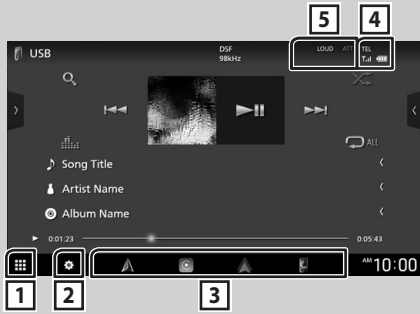 5 4
USB
DSF
98kHz
LOUD ATT
TEL
ALL
Song Title
Artist Name
Album Name
0:01:23 0:05:43
AM 10:00
1 2 3